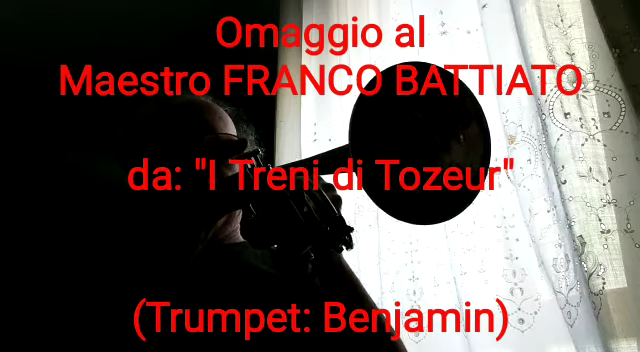 Omaggio al
Maestro FRANCO BATTIATO
da: "I Treni di Tozeur"
(Trumpet: Benjamin)